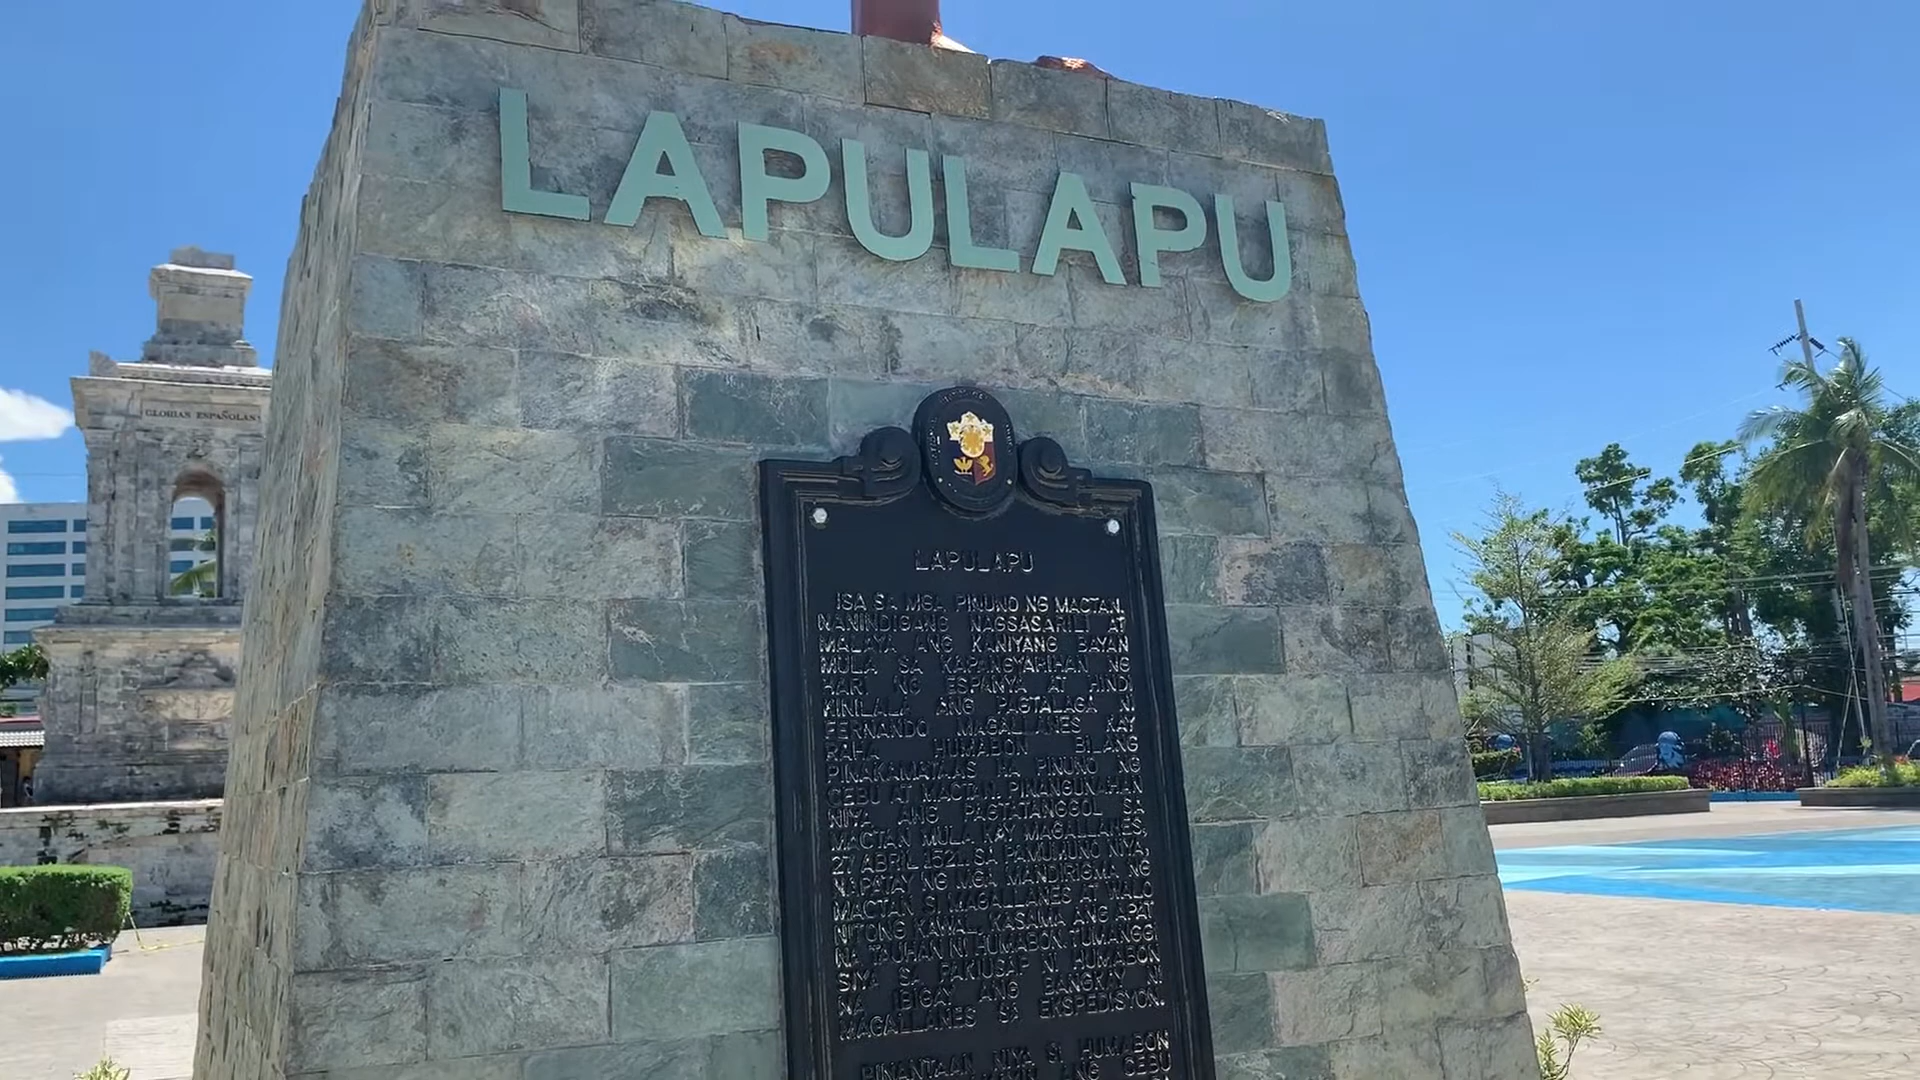 LAPULAPU
GLORIAS ESPAÑOLAS
LAPULAPU
ISA SA MGA PINUNO NG MACTAN.
NANINDIGANG NAGSASARILI AT
MALAYA ANG KANIYANG BAYAN
MULA SA KAPANGYARIHAN NG
HARI NG ESPANYA AT HINDI
KINILALA ANG PAGTALAGA NI
FERNANDO MAGALLANES KAY
RAHA HUMABON BILANG
PINAKAMATAAS NA PINUNO NG
CEBU AT MACTAN. PINANGUNAHAN
NIYA ANG PAGTATANGGOL SA
MACTAN MULA KAY MAGALLANES,
27 ABRIL 1521. SA PAMUMUNO NIYA,
NAPATAY NG MGA MANDIRIGMA NG
MACTAN SI MAGALLANES AT WALO
NITONG KAWAL, KASAMA ANG APAT
NA TAUHAN NI HUMABON. TUMANGGI
SIYA SA PAKIUSAP NI HUMABON
NA IBIGAY ANG BANGKAY NI
MAGALLANES SA EKSPEDISYON.
PINANTAAN NIYA SI HUMABON
ANG CEBU